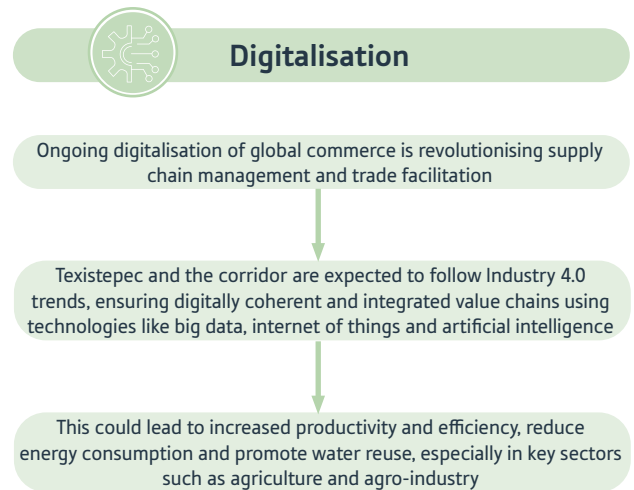 Digitalisation
Ongoing digitalisation of global commerce is revolutionising supply
chain management and trade facilitation
Texistepec and the corridor are expected to follow Industry 4.0
trends, ensuring digitally coherent and integrated value chains using
technologies like big data, internet of things and artificial intelligence
This could lead to increased productivity and efficiency, reduce
energy consumption and promote water reuse, especially in key sectors
such as agriculture and agro-industry